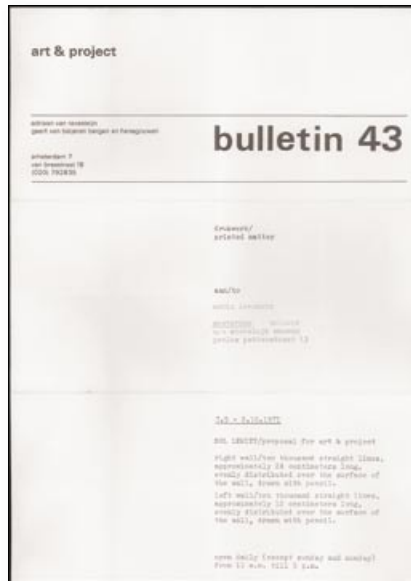 art & project
adriaan van ravesteijn
geert van beijeren bergen en henegouwen
bulletin 43
amsterdam 7
van breestraat 18
(020) 792835
drukwerk/
printed matter
aan/to
SOL LEWITT/proposal for art & project
right wall/ten thousand straight lines,
approximately 24 centimeters long,
evenly distributed over the surface of
the wall, drawn with pencil.
left wall/ten thousand straight lines,
approximately 12 centimeters long,
evenly distributed over the surface of
the wall, drawn with pencil.
open daily (except sunday and monday)
from 11 a.m. till 5 p.m.